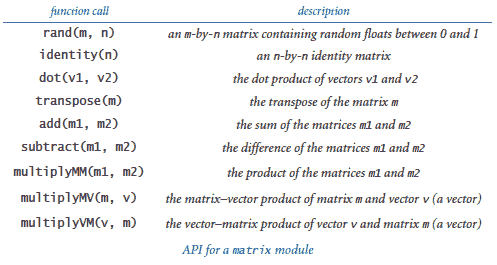 function call description
rand(m, n) an m-by-n matrix containing random floats between 0 and 1
identity(n) an n-by-n identity matrix
dot(v1, v2) the dot product of vectors v1 and v2
transpose(m) the transpose of the matrix m
add(m1, m2) the sum of the matrices m1 and m2
subtract(m1, m2) the difference of the matrices m1 and m2
multiplyMM(m1, m2) the product of the matrices m1 and m2
multiplyMV(m, v) the matrix–vector product of matrix m and vector v (a vector)
multiplyVM(v, m) the vector–matrix product of vector v and matrix m (a vector)
API for a matrix module